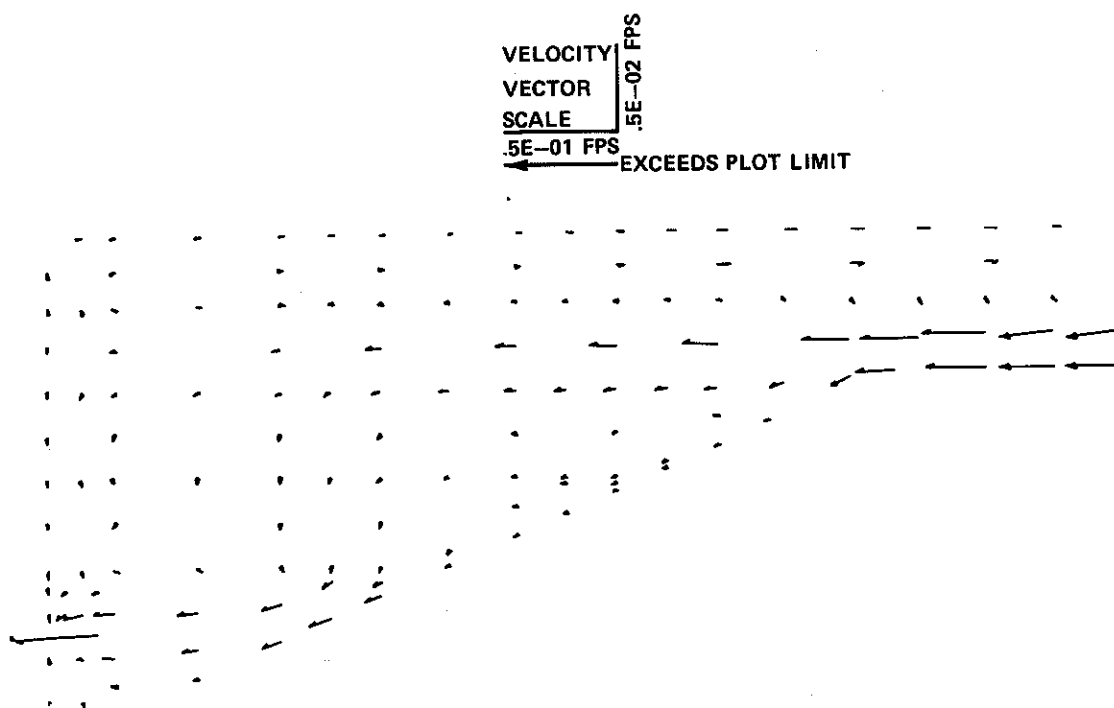 VELOCITY
VECTOR
SCALE
.5E–02 FPS
.5E–01 FPS
EXCEEDS PLOT LIMIT